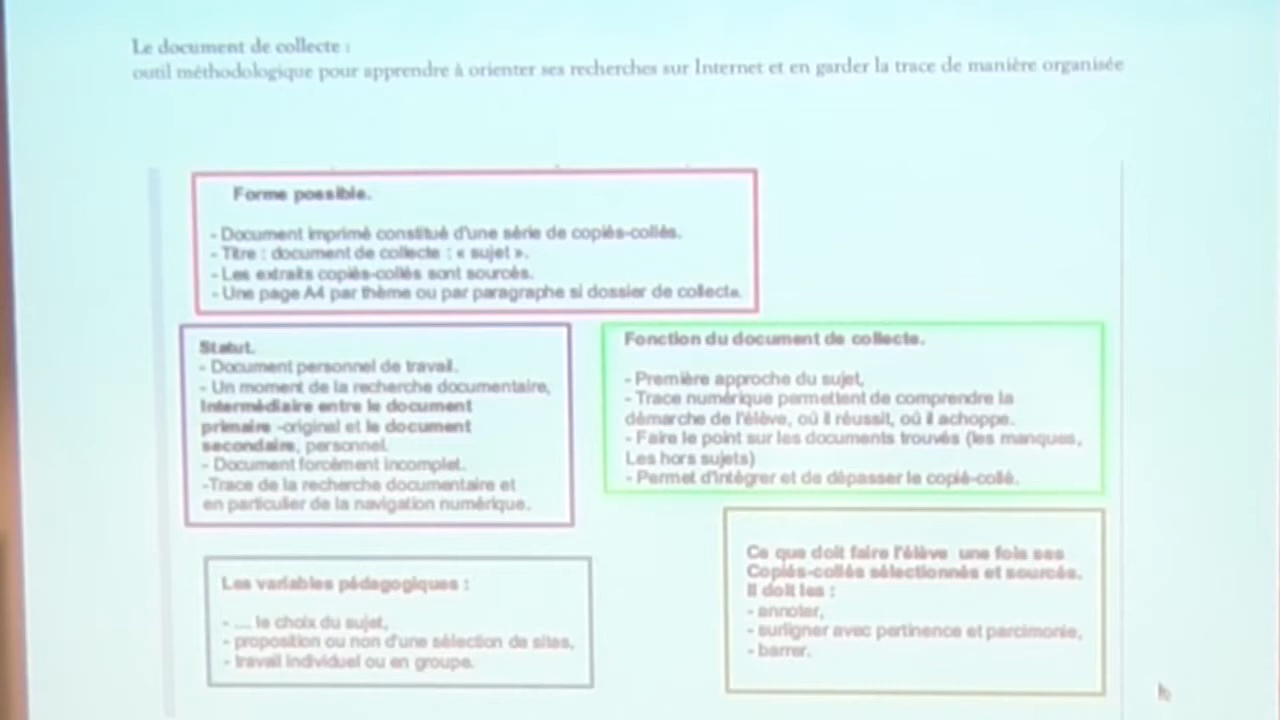 Le document de collecte :
outil méthodologique pour apprendre à orienter ses recherches sur Internet et en garder la trace de manière organisée
Forme possible.
- Document imprimé constitué d'une série de copiés-collés.
- Titre : document de collecte : « sujet ».
- Les extraits copiés-collés sont sourcés.
- Une page A4 par thème ou par paragraphe si dossier de collecte.
Statut.
- Document personnel de travail.
- Un moment de la recherche documentaire,
Intermédiaire entre le document
primaire -original et le document
secondaire, personnel.
- Document forcément incomplet.
-Trace de la recherche documentaire et
en particulier de la navigation numérique.
Fonction du document de collecte.
- Première approche du sujet,
- Trace numérique permettant de comprendre la
démarche de l'élève, où il réussit, où il achoppe.
- Faire le point sur les documents trouvés (les manques,
Les hors sujets)
- Permet d'intégrer et de dépasser le copié-collé.
Les variables pédagogiques :
- ... le choix du sujet,
- proposition ou non d'une sélection de sites,
- travail individuel ou en groupe.
Ce que doit faire l'élève une fois ses
Copiés-collés sélectionnés et sourcés.
Il doit les :
- annoter,
- surligner avec pertinence et parcimonie,
- barrer.